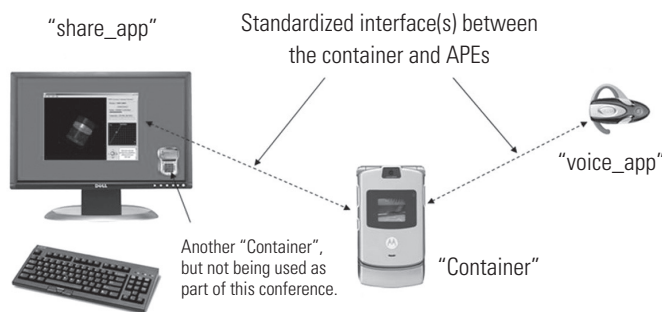 “share_app”
Standardized interface(s) between
the container and APEs
“voice_app”
DELL
Another “Container”,
but not being used as
part of this conference.
“Container”